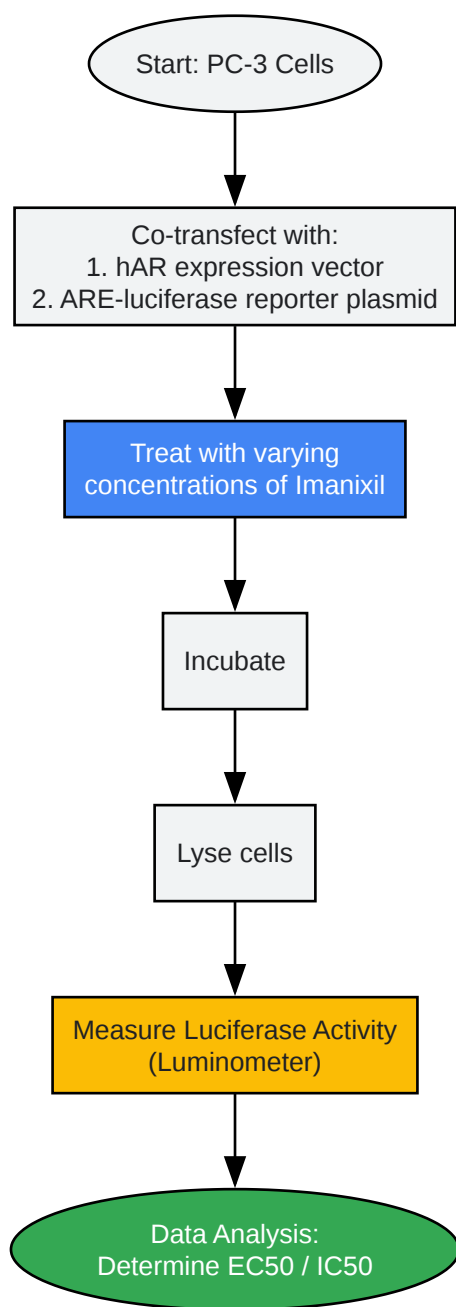 Start: PC-3 Cells
Co-transfect with:
1. hAR expression vector
2. ARE-luciferase reporter plasmid
Treat with varying
concentrations of Imanixil
Incubate
Lyse cells
Measure Luciferase Activity
(Luminometer)
Data Analysis:
Determine EC50 / IC50